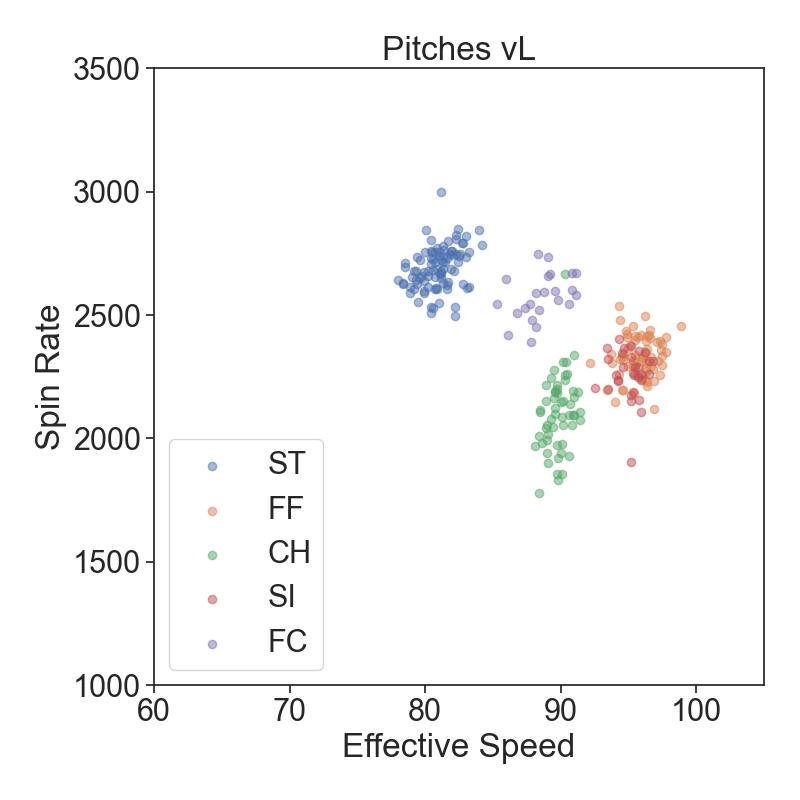 Pitches vL
3500
3000
2500
2000
1500
1000
Spin Rate
ST
FF
CH
SI
FC
60 70 80 90 100
Effective Speed